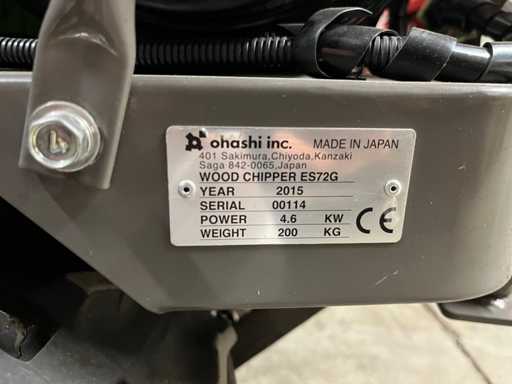 ohashi inc. MADE IN JAPAN
401 Sakimura,Chiyoda,Kanzaki
Saga 842-0065,Japan
WOOD CHIPPER ES72G
YEAR 2015
SERIAL 00114
POWER 4.6 KW
WEIGHT 200 KG
CE